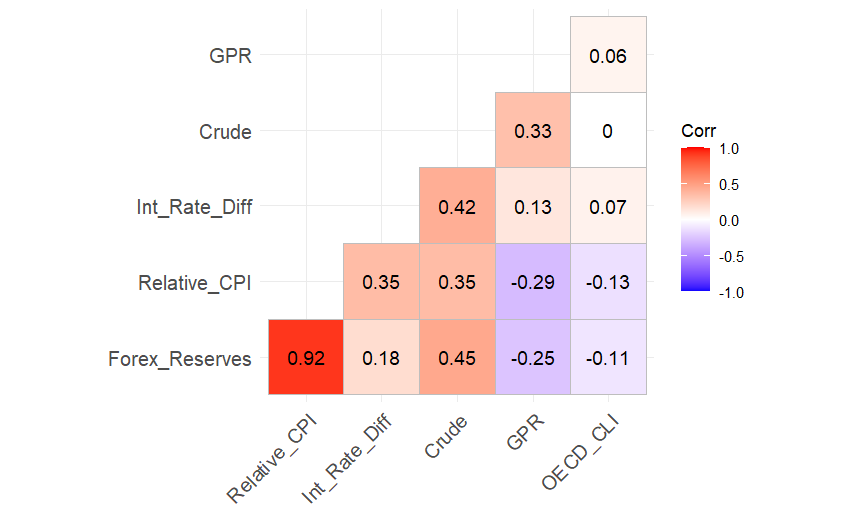 GPR 0.06
Crude 0.33 0
Int_Rate_Diff 0.42 0.13 0.07
Relative_CPI 0.35 0.35 -0.29 -0.13
Forex_Reserves 0.92 0.18 0.45 -0.25 -0.11
Relative_CPI Int_Rate_Diff Crude GPR OECD_CLI
Corr
1.0
0.5
0.0
-0.5
-1.0